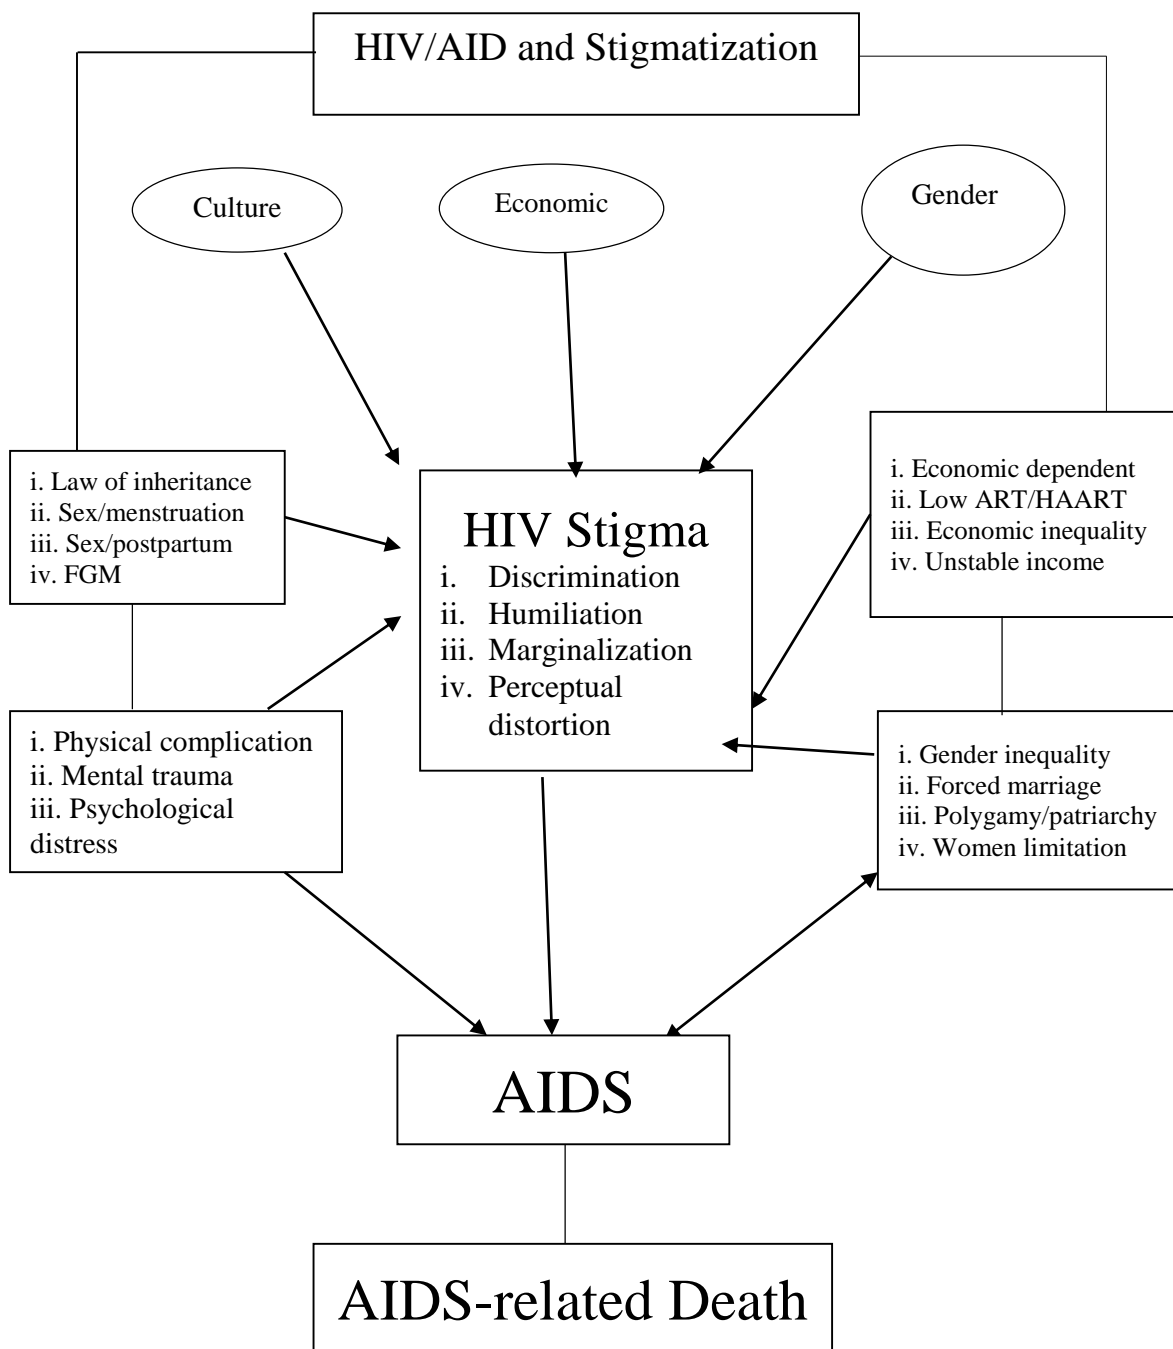 HIV/AID and Stigmatization
Culture
Economic
Gender
i. Law of inheritance
ii. Sex/menstruation
iii. Sex/postpartum
iv. FGM
HIV Stigma
i. Discrimination
ii. Humiliation
iii. Marginalization
iv. Perceptual
distortion
i. Economic dependent
ii. Low ART/HAART
iii. Economic inequality
iv. Unstable income
i. Physical complication
ii. Mental trauma
iii. Psychological
distress
i. Gender inequality
ii. Forced marriage
iii. Polygamy/patriarchy
iv. Women limitation
AIDS
AIDS-related Death